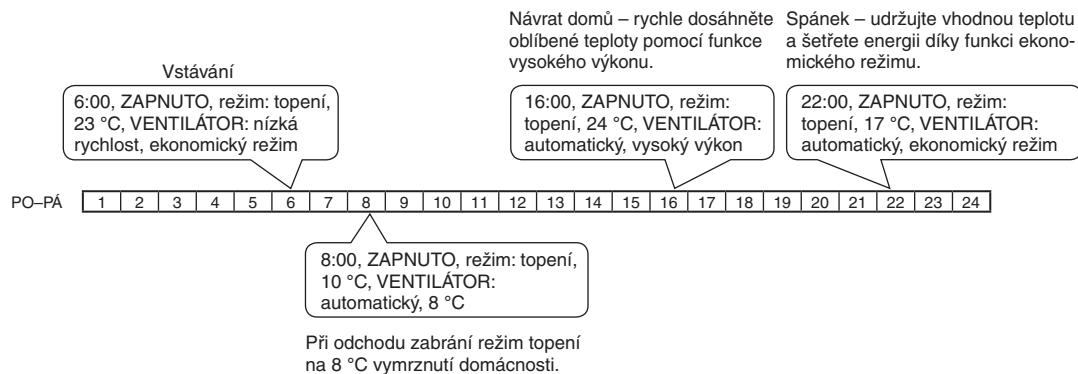 Návrat domů – rychle dosáhněte
oblíbené teploty pomocí funkce
vysokého výkonu.
Spánek – udržujte vhodnou teplotu
a šetřete energii díky funkci ekono-
mického režimu.
Vstávání
6:00, ZAPNUTO, režim: topení,
23 °C, VENTILÁTOR: nízká
rychlost, ekonomický režim
16:00, ZAPNUTO, režim:
topení, 24 °C, VENTILÁTOR:
automatický, vysoký výkon
22:00, ZAPNUTO, režim:
topení, 17 °C, VENTILÁTOR:
automatický, ekonomický režim
PO–PÁ 1 2 3 4 5 6 7 8 9 10 11 12 13 14 15 16 17 18 19 20 21 22 23 24
8:00, ZAPNUTO, režim: topení,
10 °C, VENTILÁTOR:
automatický, 8 °C
Při odchodu zabrání režim topení
na 8 °C vymrznutí domácnosti.